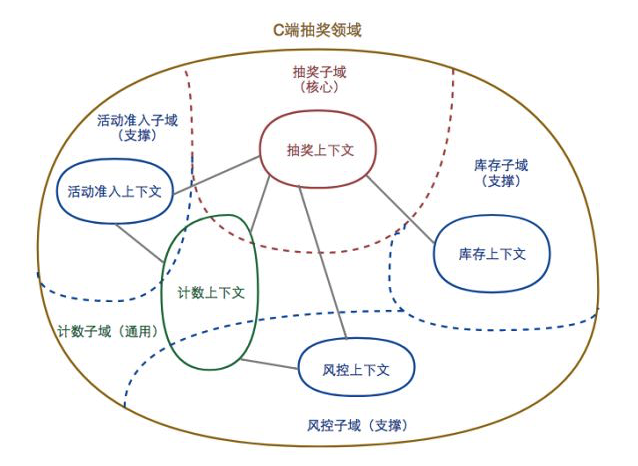 C端抽奖领域
抽奖子域
（核心）
活动准入子域
（支撑）
抽奖上下文
库存子域
（支撑）
活动准入上下文
库存上下文
计数上下文
计数子域（通用）
风控上下文
风控子域（支撑）